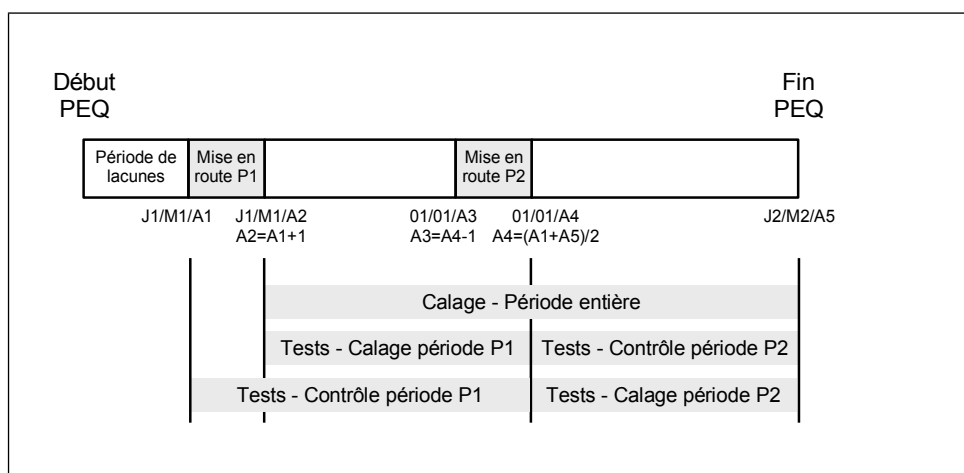 Début
PEQ
Fin
PEQ
Période de
lacunes
Mise en
route P1
Mise en
route P2
J1/M1/A1
J1/M1/A2
A2=A1+1
01/01/A3
A3=A4-1
01/01/A4
A4=(A1+A5)/2
J2/M2/A5
Calage - Période entière
Tests - Calage période P1
Tests - Contrôle période P2
Tests - Contrôle période P1
Tests - Calage période P2